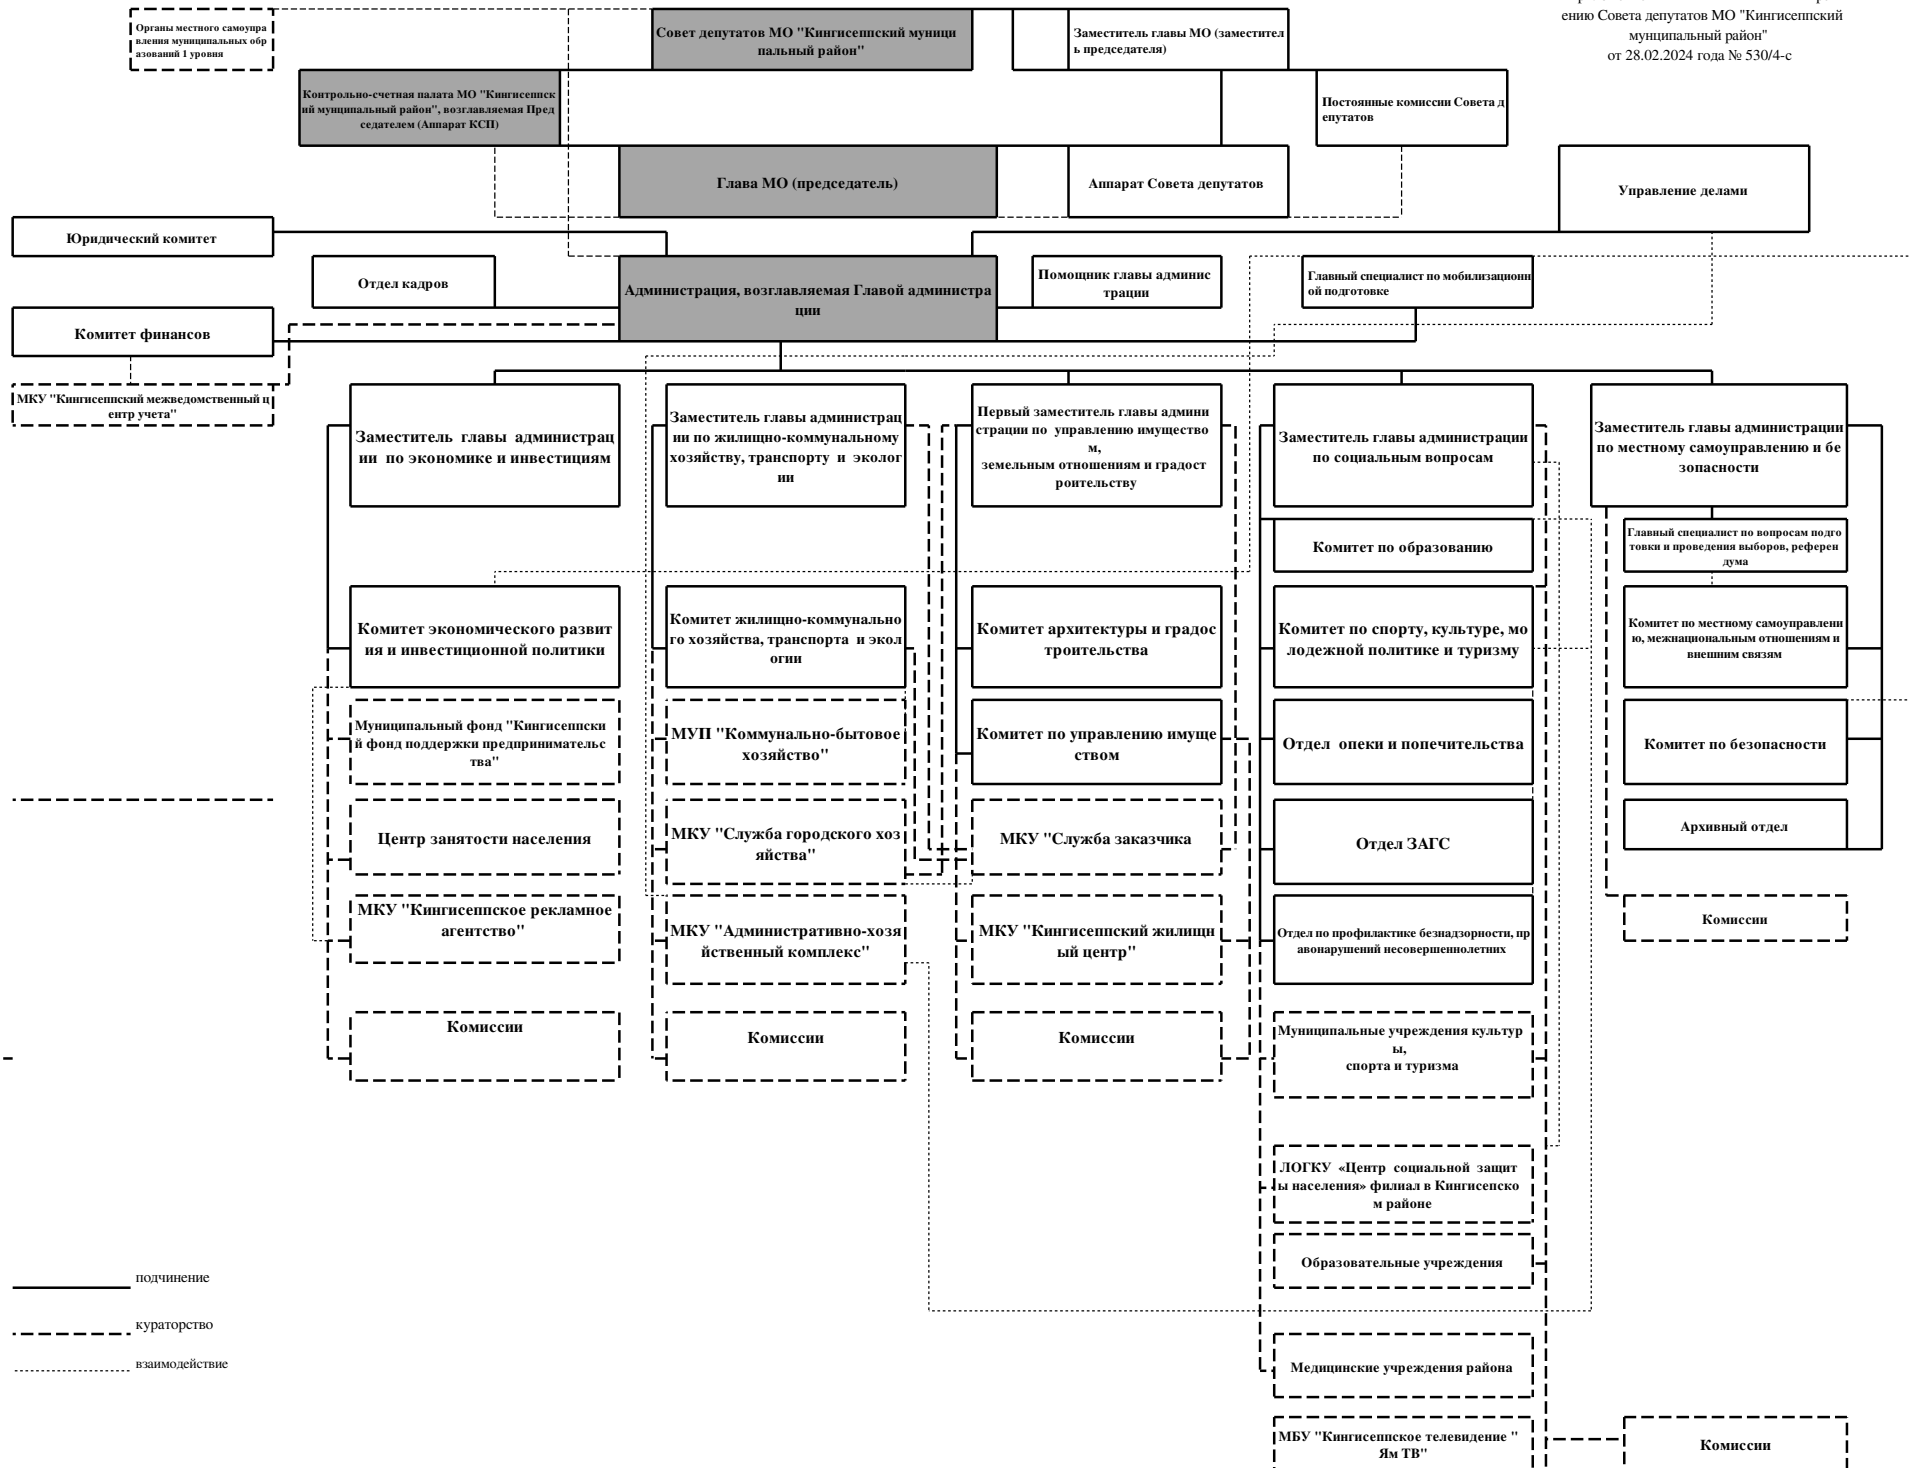 Органы местного самоупра
вления муниципальных обр
азований 1 уровня
Совет депутатов МО "Кингисеппский муници
пальный район"
Заместитель главы МО (заместител
ь председателя)
ению Совета депутатов МО "Кингисеппский
муниципальный район"
от 28.02.2024 года № 530/4-с
Контрольно-счетная палата МО "Кингисеппск
ий мунципальный район", возглавляемая Пред
седателем (Аппарат КСП)
Постоянные комиссии Совета д
епутатов
Глава МО (председатель)
Аппарат Совета депутатов
Управление делами
Юридический комитет
Отдел кадров
Администрация, возглавляемая Главой администра
ции
Помощник главы админис
трации
Главный специалист по мобилизационн
ой подготовке
Комитет финансов
МКУ "Кингисеппский межведомственный ц
ентр учета"
Заместитель главы администрац
ии по экономике и инвестициям
Заместитель главы администрац
ии по жилищно-коммунальному
хозяйству, транспорту и эколог
ии
Первый заместитель главы админи
страции по управлению имущество
м,
земельным отношениям и градост
роительству
Заместитель главы администрации
по социальным вопросам
Заместитель главы администрации
по местному самоуправлению и бе
зопасности
Комитет по образованию
Главный специалист по вопросам подго
товки и проведения выборов, референ
дума
Комитет экономического развит
ия и инвестиционной политики
Комитет жилищно-коммунально
го хозяйства, транспорта и экол
огии
Комитет архитектуры и градос
троительства
Комитет по спорту, культуре, мо
лодежной политике и туризму
Комитет по местному самоуправлени
ю, межнациональным отношениям и
внешним связям
Муниципальный фонд "Кингисеппски
й фонд поддержки предпринимательс
тва"
МУП "Коммунально-бытовое
хозяйство"
Комитет по управлению имуще
ством
Отдел опеки и попечительства
Комитет по безопасности
Центр занятости населения
МКУ "Служба городского хоз
яйства"
МКУ "Служба заказчика
Отдел ЗАГС
Архивный отдел
МКУ "Кингисеппское рекламное
агентство"
МКУ "Административно-хозя
йственный комплекс"
МКУ "Кингисеппский жилищн
ый центр"
Отдел по профилактике безнадзорности, пр
авонарушений несовершеннолетних
Комиссии
Комиссии
Комиссии
Комиссии
Муниципальные учреждения культур
ы,
спорта и туризма
ЛОГКУ «Центр социальной защит
ы населения» филиал в Кингисепско
м районе
Образовательные учреждения
подчинение
кураторство
взаимодействие
Медицинские учреждения района
МБУ "Кингисеппское телевидение "
Ям ТВ"
Комиссии